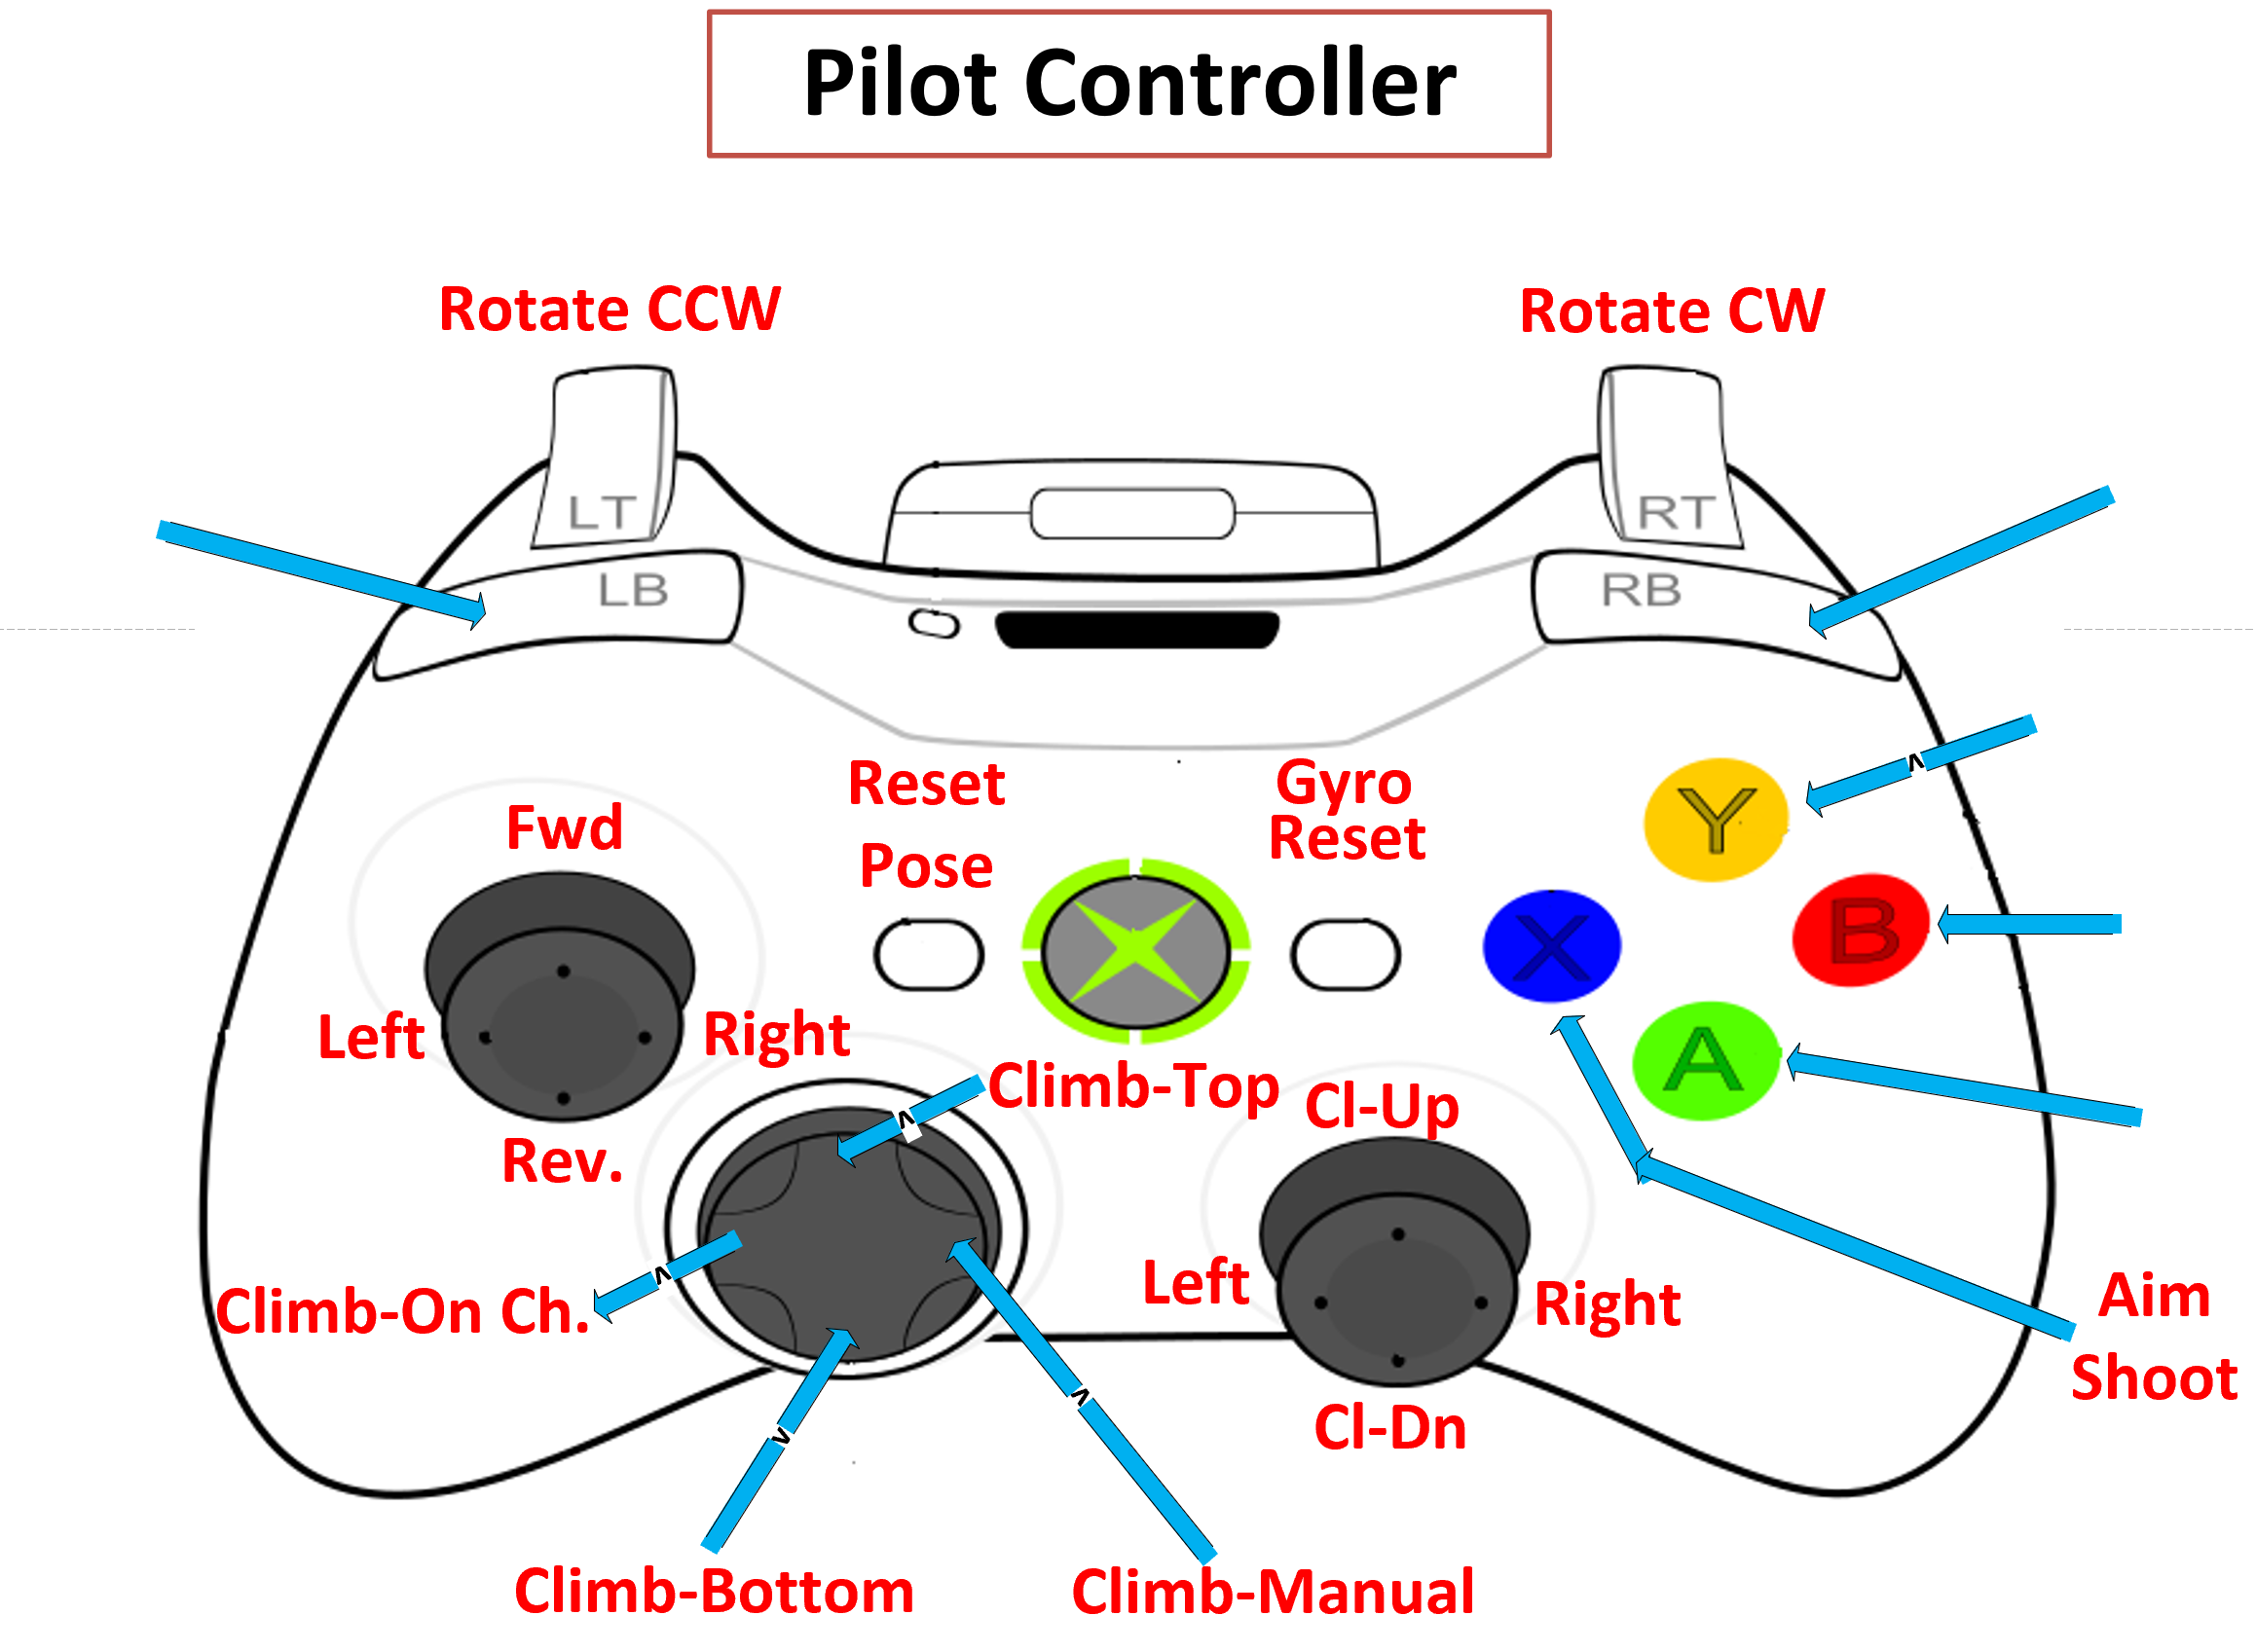 Pilot Controller
Rotate CCW
Rotate CW
LT
RT
LB
RB
Reset
Pose
Gyro
Reset
Fwd
Left
Right
Rev.
Y
X
B
A
Climb-Top
Cl-Up
Climb-On Ch.
Left
Right
Cl-Dn
Aim
Shoot
Climb-Bottom
Climb-Manual